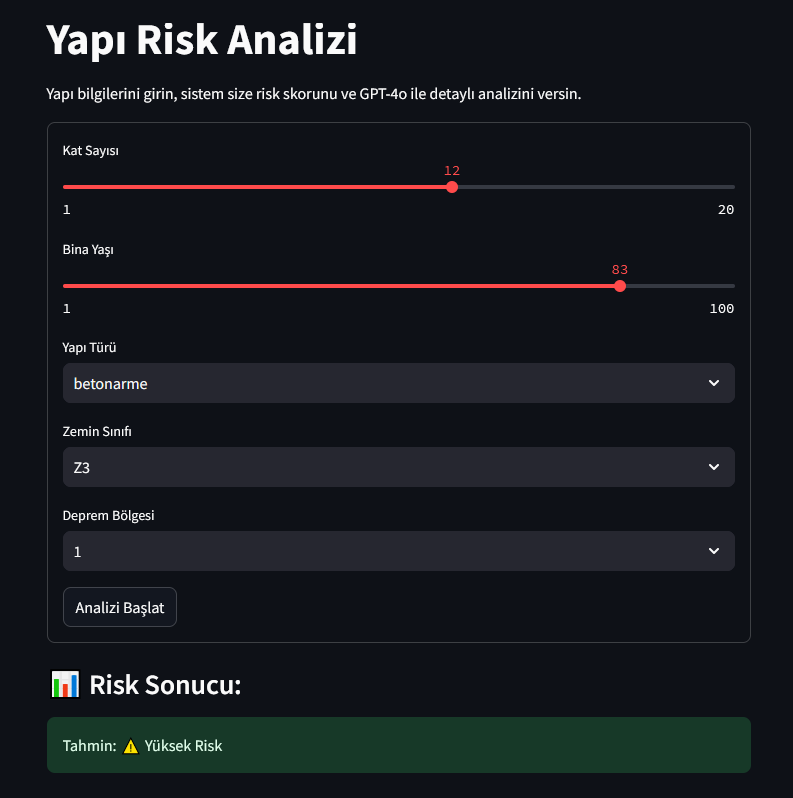 Yapı Risk Analizi
Yapı bilgilerini girin, sistem size risk skorunu ve GPT-4o ile detaylı analizini versin.
Kat Sayısı
12
1 20
Bina Yaşı
83
1 100
Yapı Türü
betonarme
Zemin Sınıfı
Z3
Deprem Bölgesi
1
Analizi Başlat
📊 Risk Sonucu:
Tahmin: ⚠️ Yüksek Risk